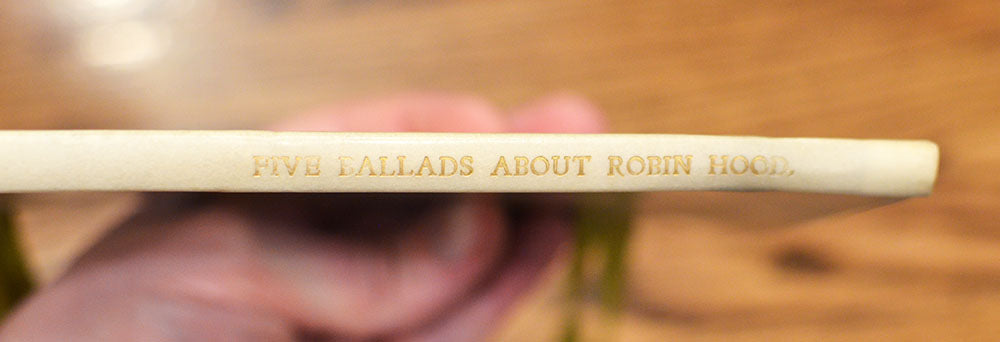 FIVE BALLADS ABOUT ROBIN HOOD.